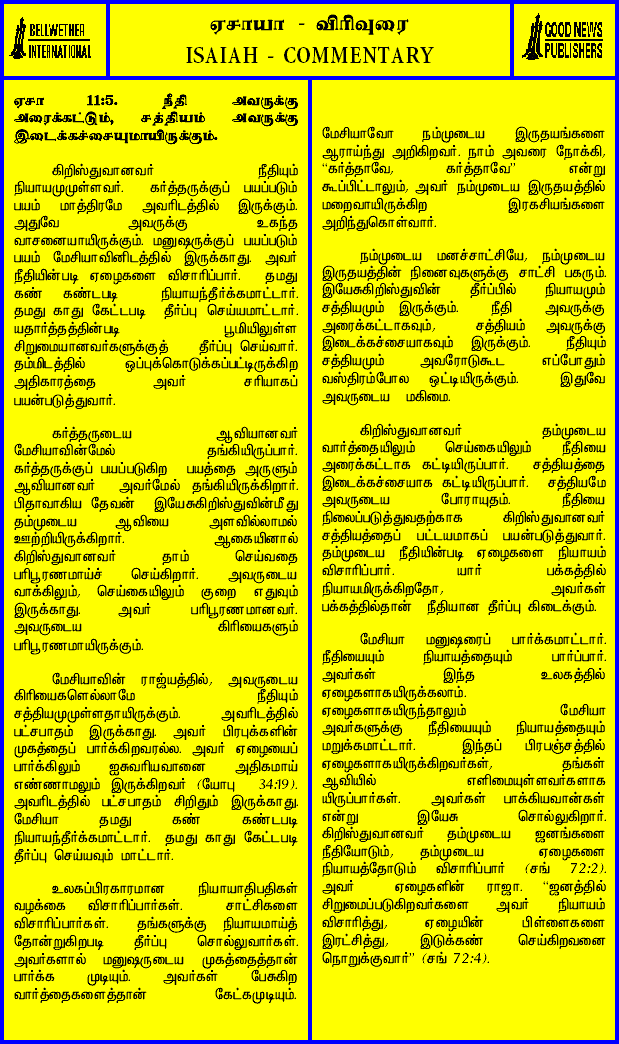 BELLWETHER
INTERNATIONAL
ஏசாயா - விரிவுரை
ISAIAH - COMMENTARY
GOOD NEWS
PUBLISHERS
ஏசா 11:5. நீதி அவருக்கு
அரைக்கட்டும், சத்தியம் அவருக்கு
இடைக்கச்சையுமாயிருக்கும்.
கிறிஸ்துவானவர் நீதியும்
நியாயமுமுள்ளவர். கர்த்தருக்குப் பயப்படும்
பயம் மாத்திரமே அவரிடத்தில் இருக்கும்.
அதுவே அவருக்கு உகந்த
வாசனையாயிருக்கும். மனுஷருக்குப் பயப்படும்
பயம் மேசியாவினிடத்தில் இருக்காது. அவர்
நீதியின்படி ஏழைகளை விசாரிப்பார். தமது
கண் கண்டபடி நியாயந்தீர்க்கமாட்டார்.
தமது காது கேட்டபடி தீர்ப்பு செய்யமாட்டார்.
யதார்த்தத்தின்படி பூமியிலுள்ள
சிறுமையானவர்களுக்குத் தீர்ப்பு செய்வார்.
தம்மிடத்தில் ஒப்புக்கொடுக்கப்பட்டிருக்கிற
அதிகாரத்தை அவர் சரியாகப்
பயன்படுத்துவார்.
கர்த்தருடைய ஆவியானவர்
மேசியாவின்மேல் தங்கியிருப்பார்.
கர்த்தருக்குப் பயப்படுகிற பயத்தை அருளும்
ஆவியானவர் அவர்மேல் தங்கியிருக்கிறார்.
பிதாவாகிய தேவன் இயேசுகிறிஸ்துவின்மீது
தம்முடைய ஆவியை அளவில்லாமல்
ஊற்றியிருக்கிறார். ஆகையினால்
கிறிஸ்துவானவர் தாம் செய்வதை
பரிபூரணமாய்ச் செய்கிறார். அவருடைய
வாக்கிலும், செய்கையிலும் குறை எதுவும்
இருக்காது. அவர் பரிபூரணமானவர்.
அவருடைய கிரியைகளும்
பரிபூரணமாயிருக்கும்.
மேசியாவின் ராஜ்யத்தில், அவருடைய
கிரியைகளெல்லாமே நீதியும்
சத்தியமுமுள்ளதாயிருக்கும். அவரிடத்தில்
பட்சபாதம் இருக்காது. அவர் பிரபுக்களின்
முகத்தைப் பார்க்கிறவரல்ல. அவர் ஏழையைப்
பார்க்கிலும் ஐசுவரியவானை அதிகமாய்
எண்ணாமலும் இருக்கிறவர் (யோபு 34:19).
அவரிடத்தில் பட்சபாதம் சிறிதும் இருக்காது.
மேசியா தமது கண் கண்டபடி
நியாயந்தீர்க்கமாட்டார். தமது காது கேட்டபடி
தீர்ப்பு செய்யவும் மாட்டார்.
உலகப்பிரகாரமான நியாயாதிபதிகள்
வழக்கை விசாரிப்பார்கள். சாட்சிகளை
விசாரிப்பார்கள். தங்களுக்கு நியாயமாய்த்
தோன்றுகிறபடி தீர்ப்பு சொல்லுவார்கள்.
அவர்களால் மனுஷருடைய முகத்தைத்தான்
பார்க்க முடியும். அவர்கள் பேசுகிற
வார்த்தைகளைத்தான் கேட்கமுடியும்.
மேசியாவோ நம்முடைய இருதயங்களை
ஆராய்ந்து அறிகிறவர். நாம் அவரை நோக்கி,
“கர்த்தாவே, கர்த்தாவே” என்று
கூப்பிட்டாலும், அவர் நம்முடைய இருதயத்தில்
மறைவாயிருக்கிற இரகசியங்களை
அறிந்துகொள்வார்.
நம்முடைய மனச்சாட்சியே, நம்முடைய
இருதயத்தின் நினைவுகளுக்கு சாட்சி பகரும்.
இயேசுகிறிஸ்துவின் தீர்ப்பில் நியாயமும்
சத்தியமும் இருக்கும். நீதி அவருக்கு
அரைக்கட்டாகவும், சத்தியம் அவருக்கு
இடைக்கச்சையாகவும் இருக்கும். நீதியும்
சத்தியமும் அவரோடுகூட எப்போதும்
வஸ்திரம்போல ஒட்டியிருக்கும். இதுவே
அவருடைய மகிமை.
கிறிஸ்துவானவர் தம்முடைய
வார்த்தையிலும் செய்கையிலும் நீதியை
அரைக்கட்டாக கட்டியிருப்பார். சத்தியத்தை
இடைக்கச்சையாக கட்டியிருப்பார். சத்தியமே
அவருடைய போராயுதம். நீதியை
நிலைப்படுத்துவதற்காக கிறிஸ்துவானவர்
சத்தியத்தைப் பட்டயமாகப் பயன்படுத்துவார்.
தம்முடைய நீதியின்படி ஏழைகளை நியாயம்
விசாரிப்பார். யார் பக்கத்தில்
நியாயமிருக்கிறதோ, அவர்கள்
பக்கத்தில்தான் நீதியான தீர்ப்பு கிடைக்கும்.
மேசியா மனுஷரைப் பார்க்கமாட்டார்.
நீதியையும் நியாயத்தையும் பார்ப்பார்.
அவர்கள் இந்த உலகத்தில்
ஏழைகளாகயிருக்கலாம்.
ஏழைகளாகயிருந்தாலும் மேசியா
அவர்களுக்கு நீதியையும் நியாயத்தையும்
மறுக்கமாட்டார். இந்தப் பிரபஞ்சத்தில்
ஏழைகளாகயிருக்கிறவர்கள், தங்கள்
ஆவியில் எளிமையுள்ளவர்களாக
யிருப்பார்கள். அவர்கள் பாக்கியவான்கள்
என்று இயேசு சொல்லுகிறார்.
கிறிஸ்துவானவர் தம்முடைய ஜனங்களை
நீதியோடும், தம்முடைய ஏழைகளை
நியாயத்தோடும் விசாரிப்பார் (சங் 72:2).
அவர் ஏழைகளின் ராஜா. “ஜனத்தில்
சிறுமைப்படுகிறவர்களை அவர் நியாயம்
விசாரித்து, ஏழையின் பிள்ளைகளை
இரட்சித்து, இடுக்கண் செய்கிறவனை
நொறுக்குவார்” (சங் 72:4).